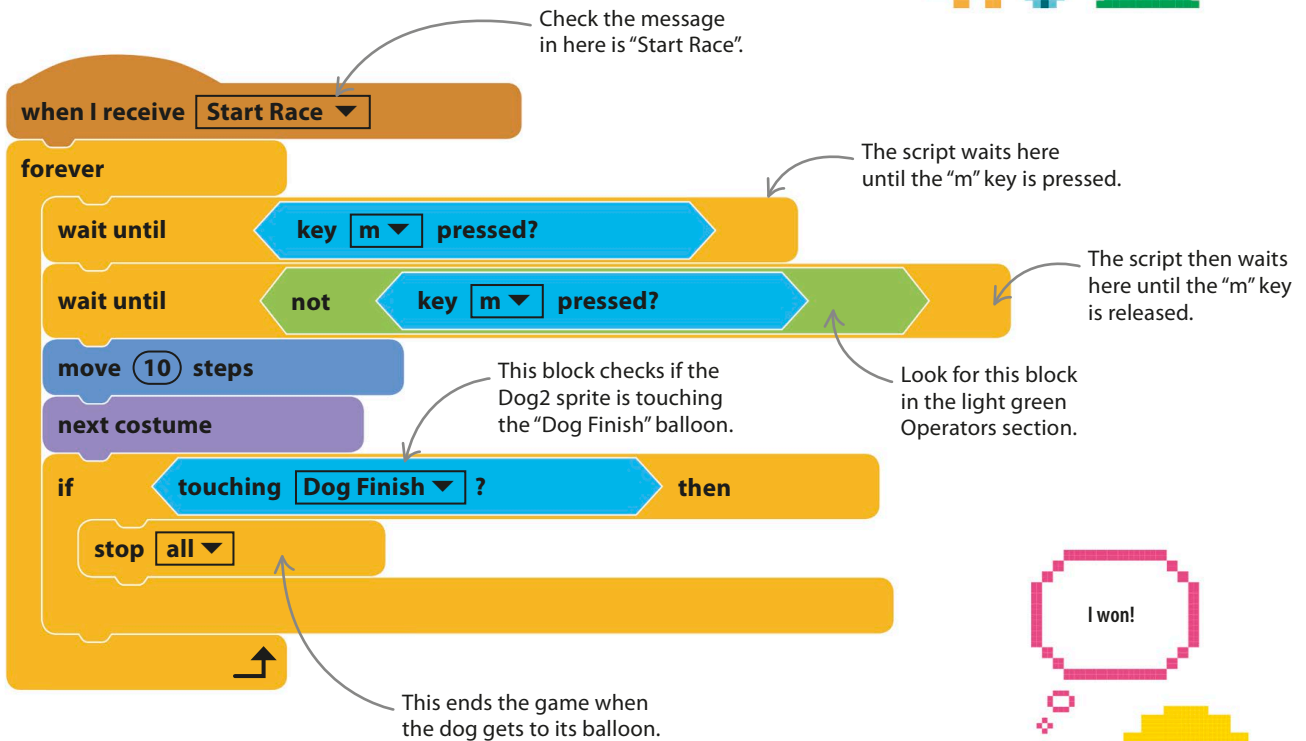 Check the message
in here is “Start Race”.
when I receive Start Race
forever
The script waits here
until the “m” key is pressed.
wait until key m pressed?
The script then waits
here until the “m” key
is released.
wait until not key m pressed?
move 10 steps
This block checks if the
Dog2 sprite is touching
the “Dog Finish” balloon.
Look for this block
in the light green
Operators section.
next costume
if touching Dog Finish ? then
stop all
I won!
This ends the game when
the dog gets to its balloon.